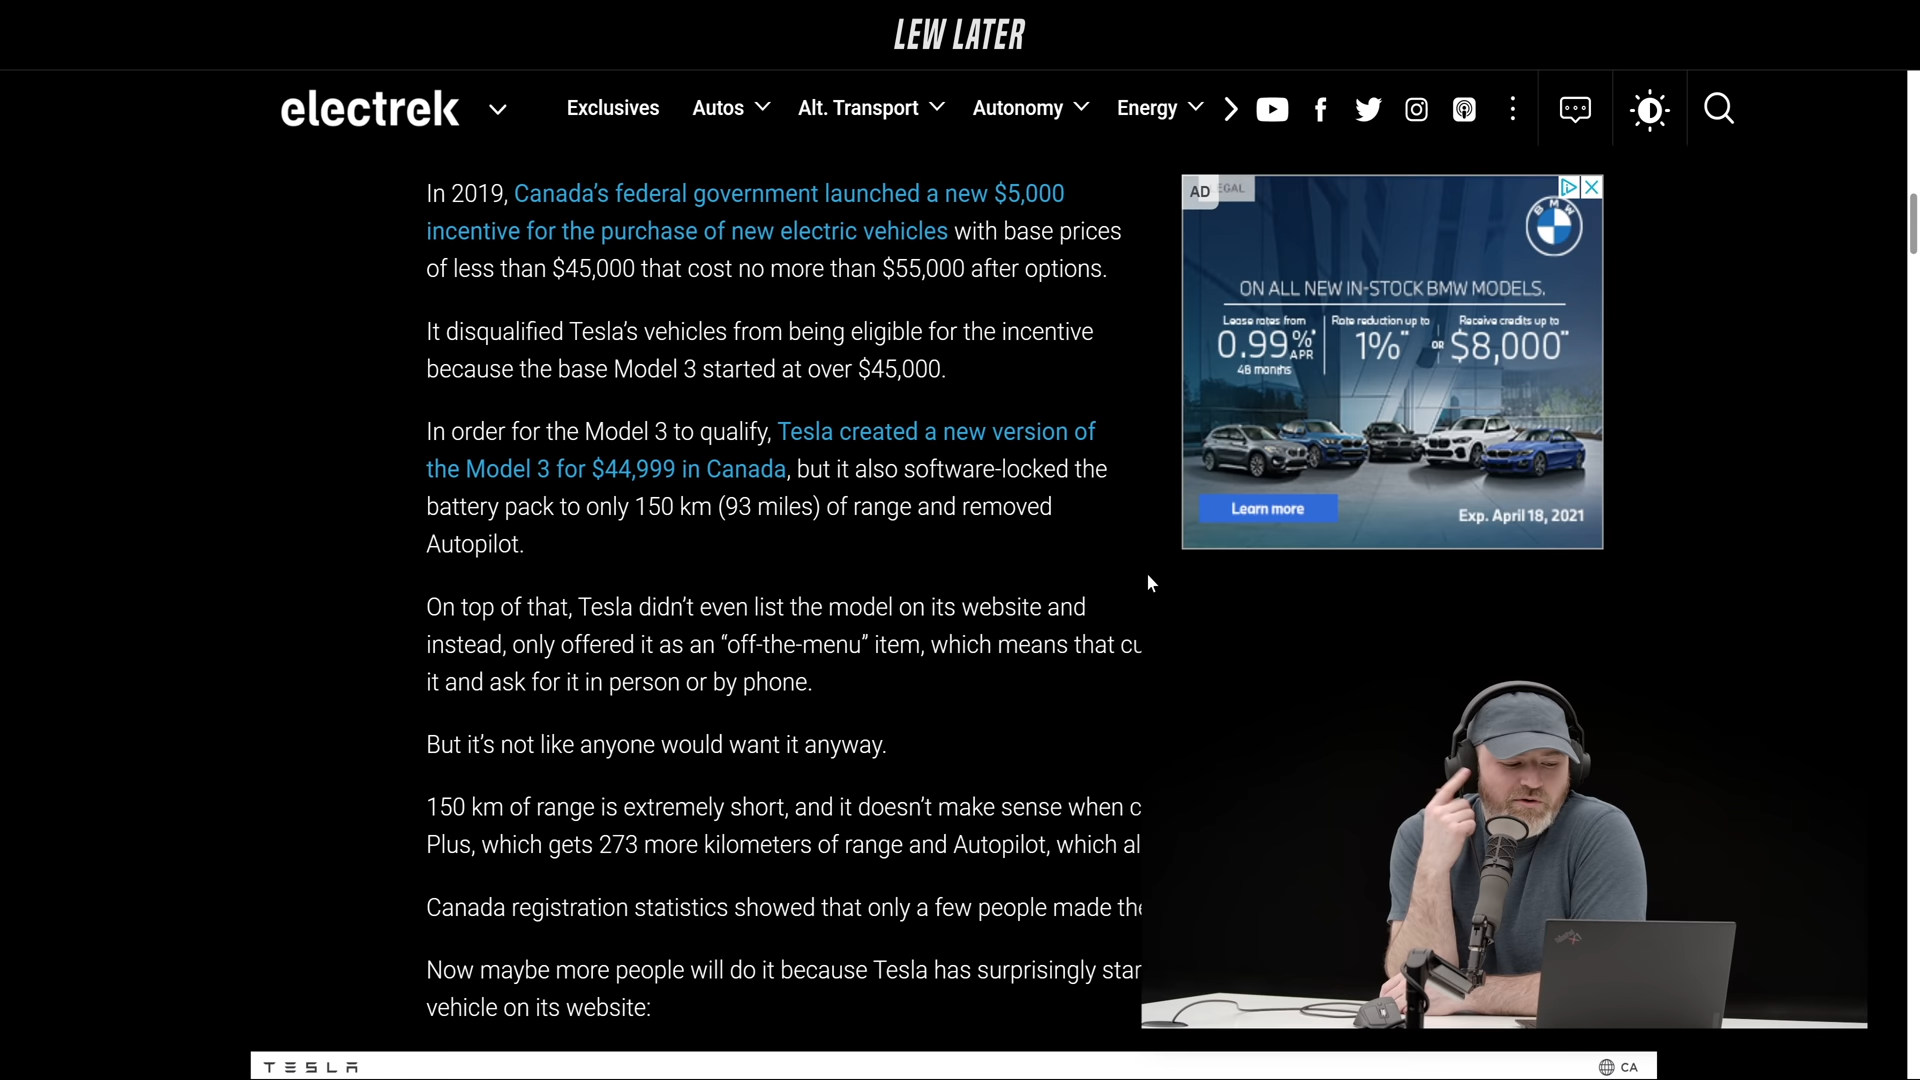 LEW LATER
electrek
Exclusives Autos Alt. Transport Autonomy Energy
In 2019, Canada’s federal government launched a new $5,000
incentive for the purchase of new electric vehicles with base prices
of less than $45,000 that cost no more than $55,000 after options.
It disqualified Tesla’s vehicles from being eligible for the incentive
because the base Model 3 started at over $45,000.
In order for the Model 3 to qualify, Tesla created a new version of
the Model 3 for $44,999 in Canada, but it also software-locked the
battery pack to only 150 km (93 miles) of range and removed
Autopilot.
On top of that, Tesla didn’t even list the model on its website and
instead, only offered it as an “off-the-menu” item, which means that cu
it and ask for it in person or by phone.
But it’s not like anyone would want it anyway.
150 km of range is extremely short, and it doesn’t make sense when c
Plus, which gets 273 more kilometers of range and Autopilot, which al
Canada registration statistics showed that only a few people made the
Now maybe more people will do it because Tesla has surprisingly star
vehicle on its website:
AD EGAL
BMW
ON ALL NEW IN-STOCK BMW MODELS.
Lease rates from Rate reduction up to Receive credits up to
0.99%* APR 1%** OR $8,000**
48 months
Learn more
Exp. April 18, 2021
TESLA
CA